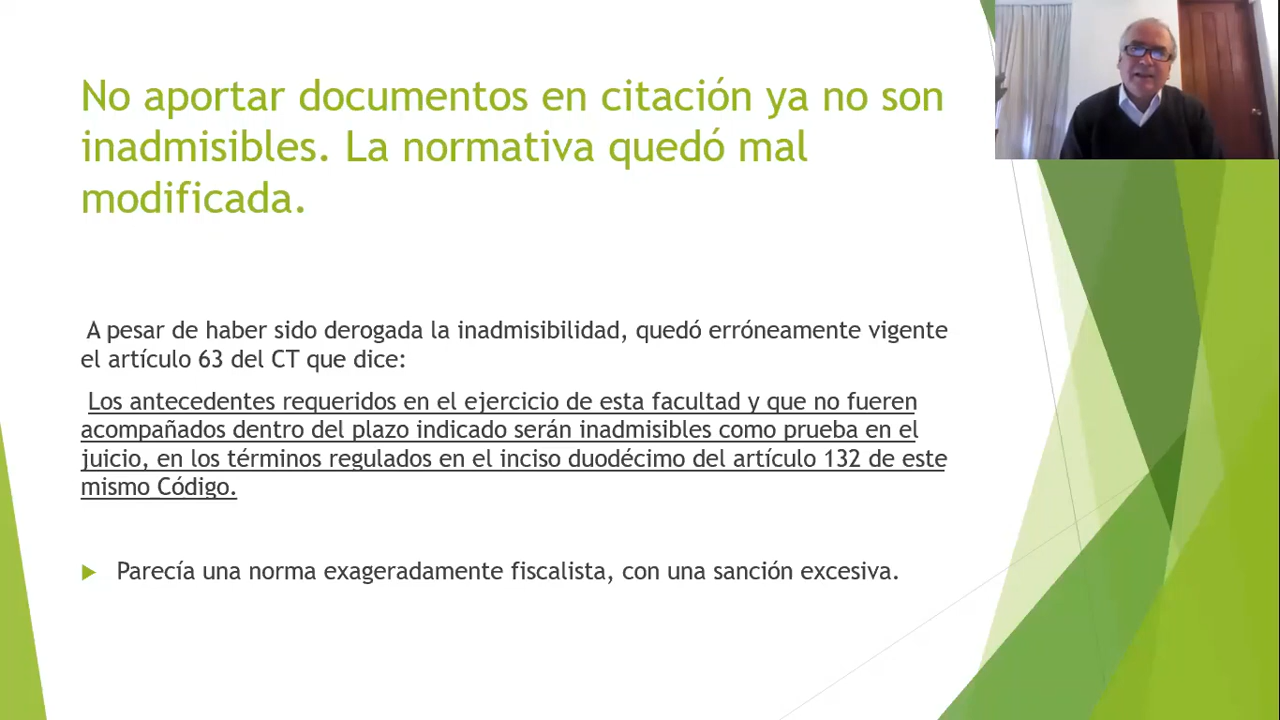 No aportar documentos en citación ya no son
inadmisibles. La normativa quedó mal
modificada.
A pesar de haber sido derogada la inadmisibilidad, quedó erróneamente vigente
el artículo 63 del CT que dice:
Los antecedentes requeridos en el ejercicio de esta facultad y que no fueren
acompañados dentro del plazo indicado serán inadmisibles como prueba en el
juicio, en los términos regulados en el inciso duodécimo del artículo 132 de este
mismo Código.
Parecía una norma exageradamente fiscalista, con una sanción excesiva.